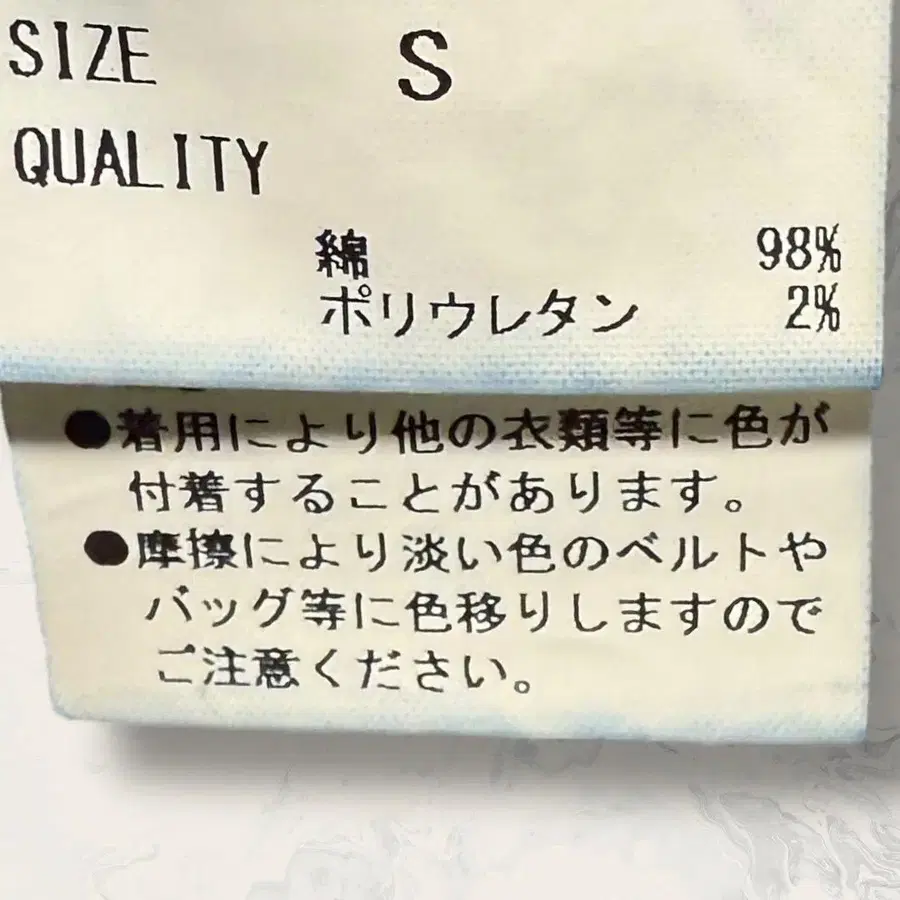 SIZE S
QUALITY
綿 98%
ポリウレタン 2%
●着用により他の衣類等に色が
付着することがあります。
●摩擦により淡い色のベルトや
バッグ等に色移りしますので
ご注意ください。